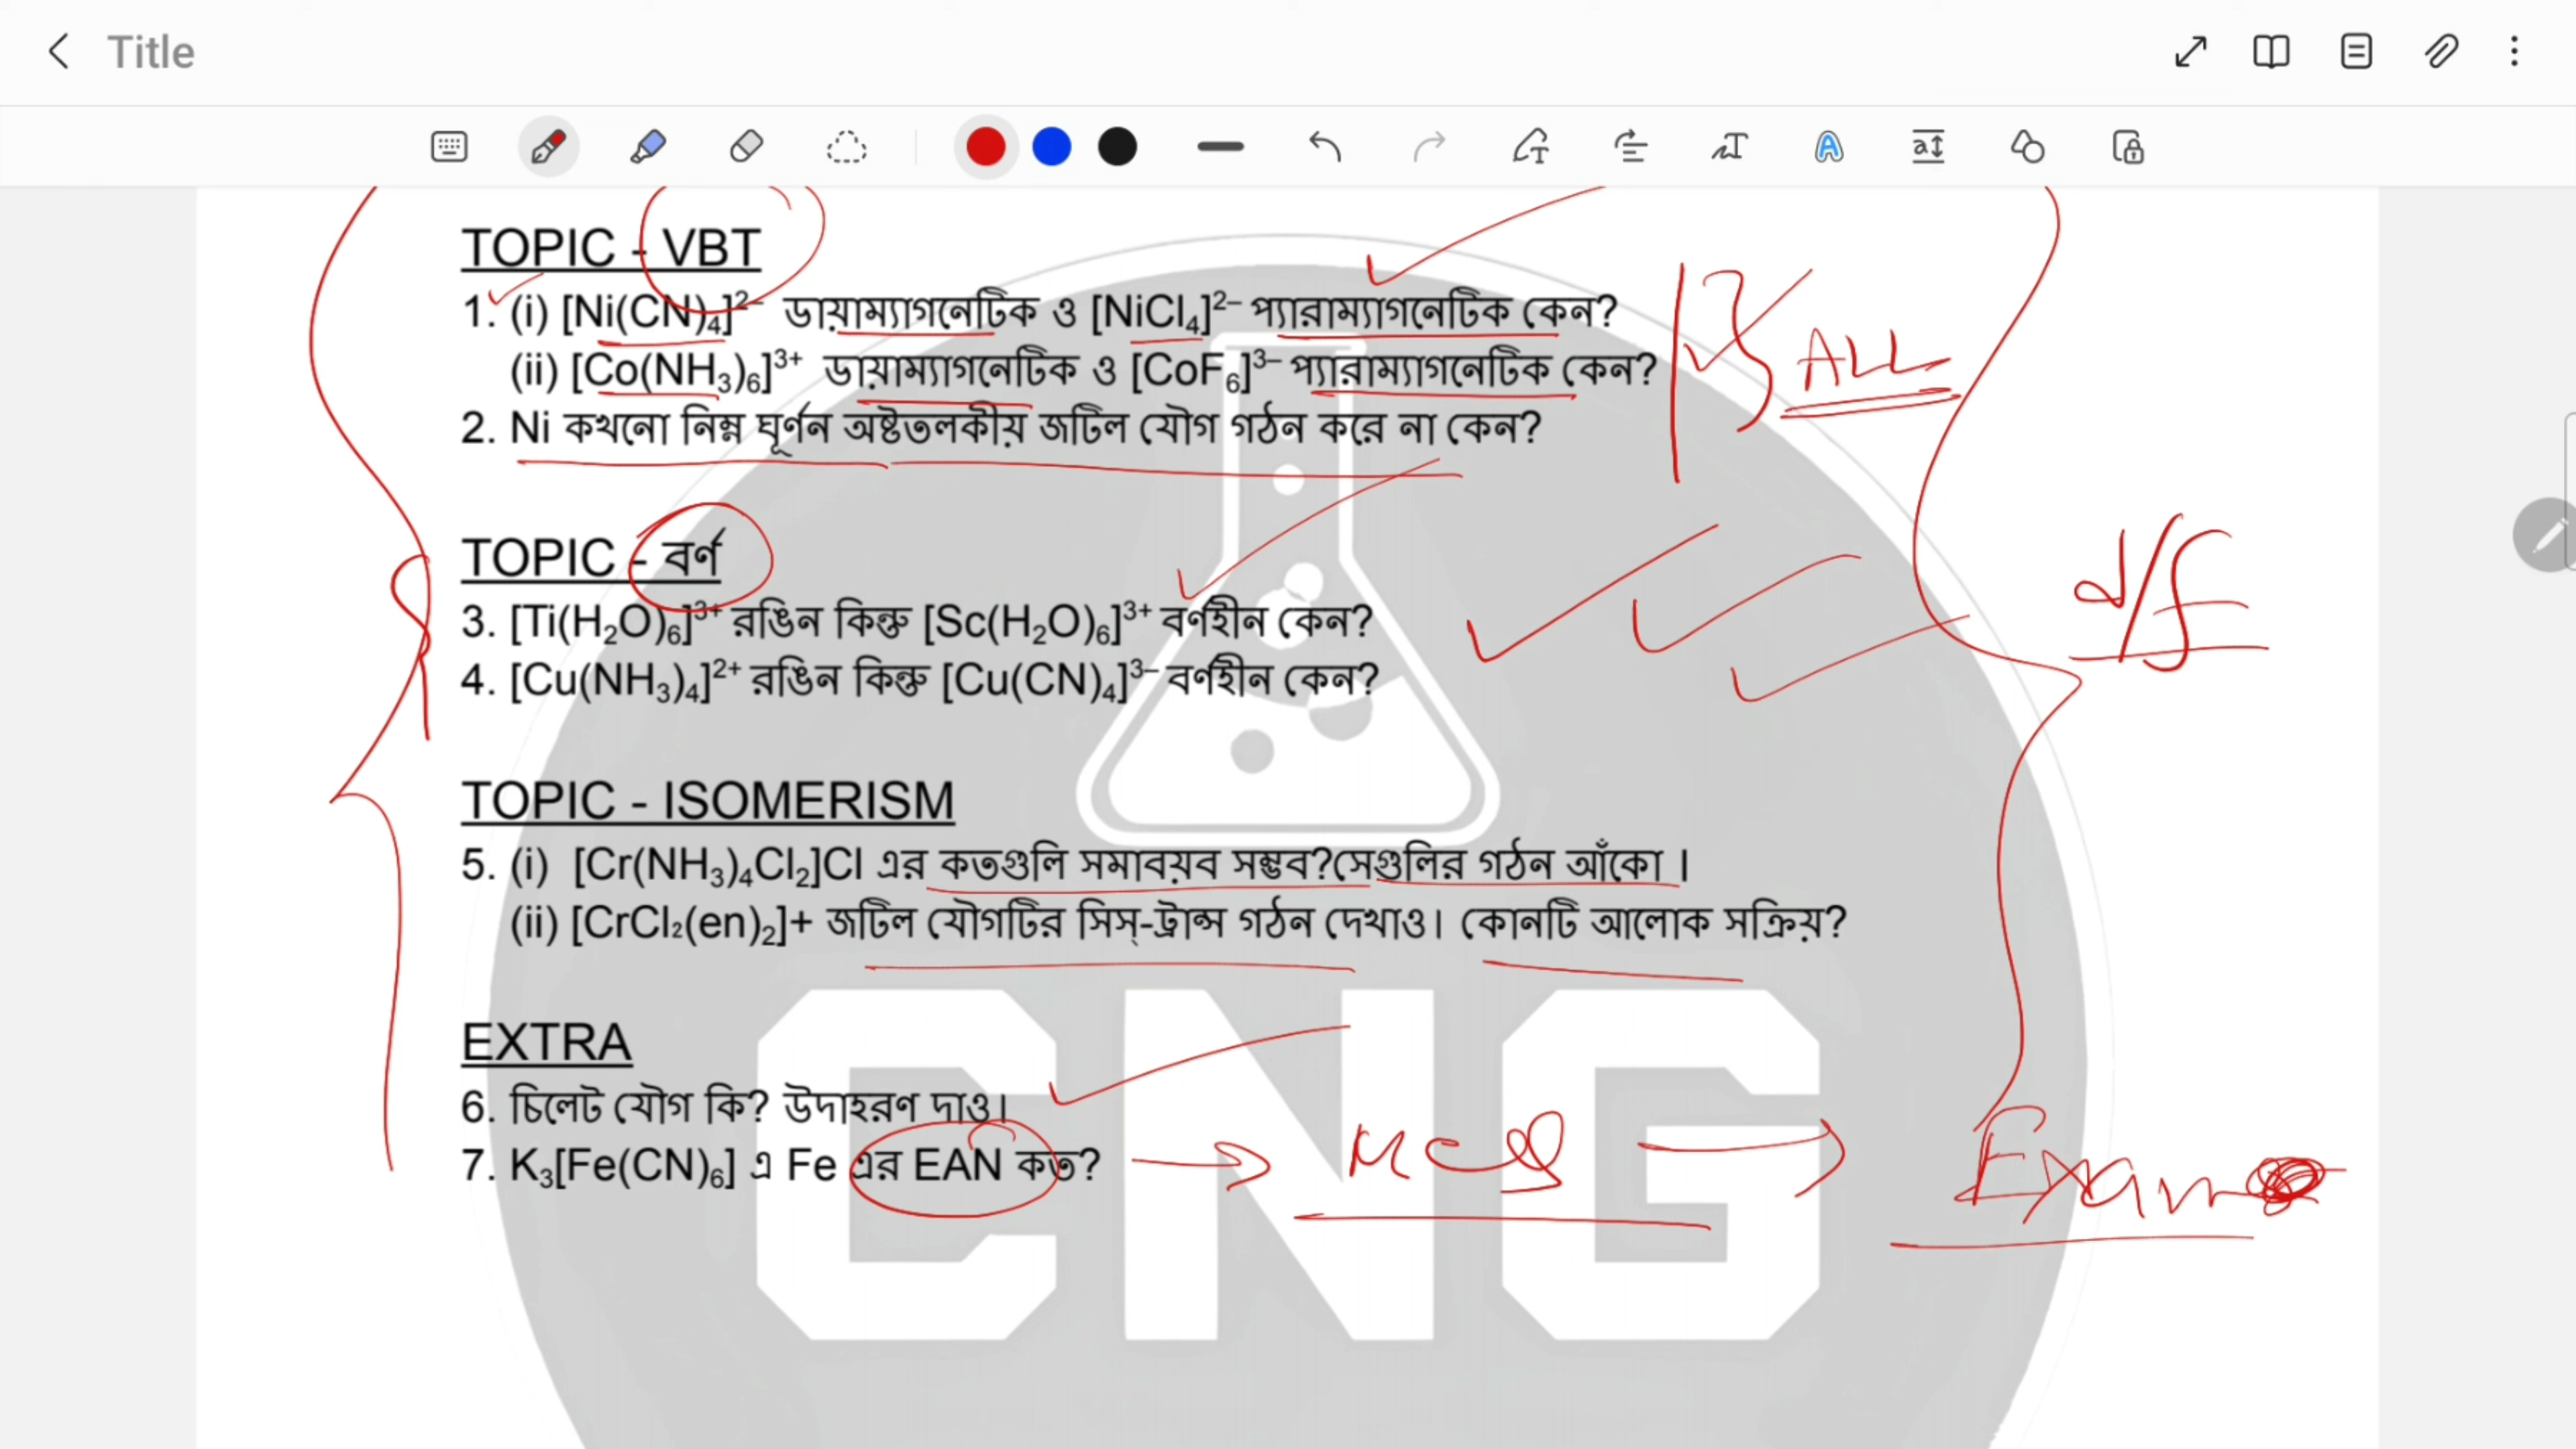 Title
TOPIC - VBT
1. (i) [Ni(CN)₄]²⁻ ডায়াম্যাগনেটিক ও [NiCl₄]²⁻ প্যারাম্যাগনেটিক কেন?
(ii) [Co(NH₃)₆]³⁺ ডায়াম্যাগনেটিক ও [CoF₆]³⁻ প্যারাম্যাগনেটিক কেন?
ALL
2. Ni কখনো নিম্ন ঘূর্ণন অষ্টতলকীয় জটিল যৌগ গঠন করে না কেন?
TOPIC - বর্ণ
d/f
3. [Ti(H₂O)₆]³⁺ রঙিন কিন্তু [Sc(H₂O)₆]³⁺ বর্ণহীন কেন?
4. [Cu(NH₃)₄]²⁺ রঙিন কিন্তু [Cu(CN)₄]³⁻ বর্ণহীন কেন?
TOPIC - ISOMERISM
5. (i) [Cr(NH₃)₄Cl₂]Cl এর কতগুলি সমাবয়ব সম্ভব?সেগুলির গঠন আঁকো।
(ii) [CrCl₂(en)₂]+ জটিল যৌগটির সিস্-ট্রান্স গঠন দেখাও। কোনটি আলোক সক্রিয়?
EXTRA
6. চিলেট যৌগ কি? উদাহরণ দাও।
7. K₃[Fe(CN)₆] এ Fe এর EAN কত? → MCQ → Exam
CNG